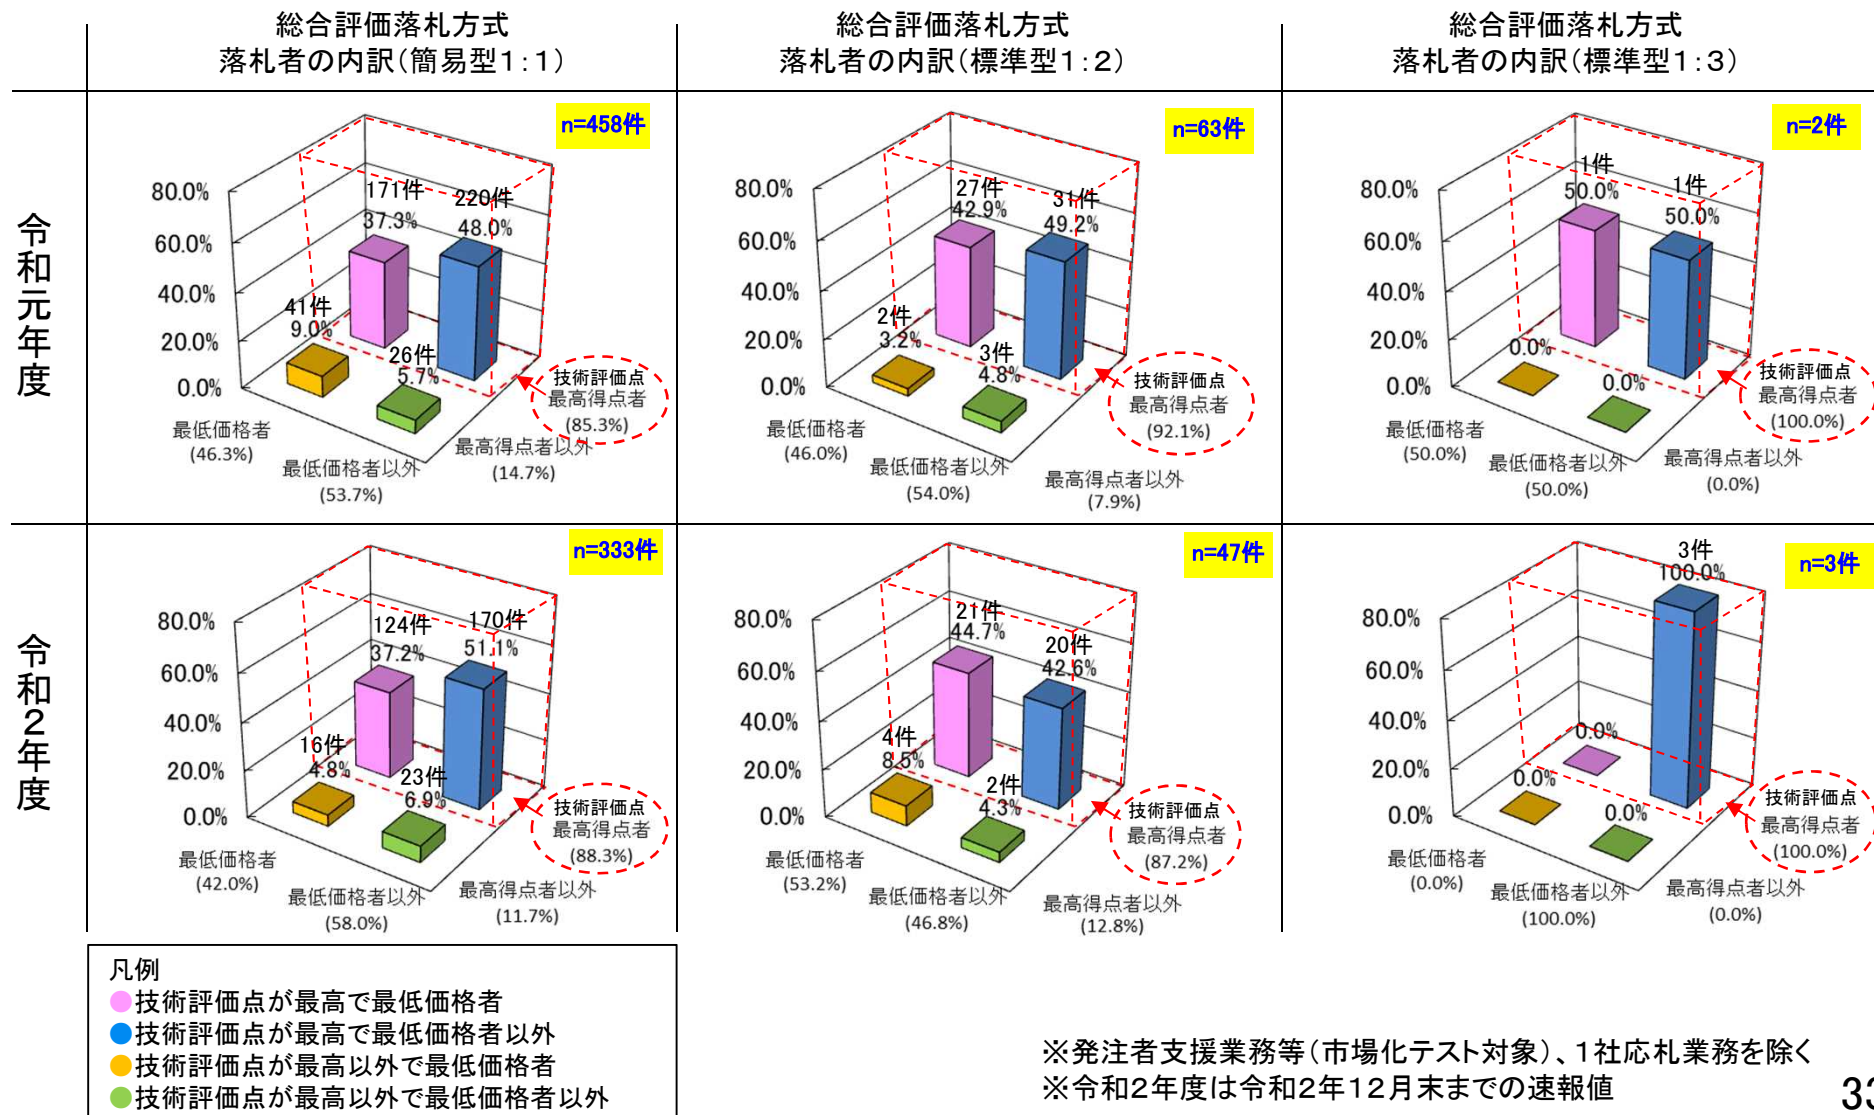 総合評価落札方式
落札者の内訳(簡易型1:1)
総合評価落札方式
落札者の内訳(標準型1:2)
総合評価落札方式
落札者の内訳(標準型1:3)
令和元年度
n=458件
80.0%
60.0%
40.0%
20.0%
0.0%
171件
37.3%
220件
48.0%
41件
9.0%
26件
5.7%
技術評価点
最高得点者
(85.3%)
最低価格者
(46.3%)
最低価格者以外
(53.7%)
最高得点者以外
(14.7%)
n=63件
80.0%
60.0%
40.0%
20.0%
0.0%
27件
42.9%
31件
49.2%
2件
3.2%
3件
4.8%
技術評価点
最高得点者
(92.1%)
最低価格者
(46.0%)
最低価格者以外
(54.0%)
最高得点者以外
(7.9%)
n=2件
80.0%
60.0%
40.0%
20.0%
0.0%
1件
50.0%
1件
50.0%
0.0%
0.0%
技術評価点
最高得点者
(100.0%)
最低価格者
(50.0%)
最低価格者以外
(50.0%)
最高得点者以外
(0.0%)
令和2年度
n=333件
80.0%
60.0%
40.0%
20.0%
0.0%
124件
37.2%
170件
51.1%
16件
4.8%
23件
6.9%
技術評価点
最高得点者
(88.3%)
最低価格者
(42.0%)
最低価格者以外
(58.0%)
最高得点者以外
(11.7%)
n=47件
80.0%
60.0%
40.0%
20.0%
0.0%
21件
44.7%
20件
42.6%
4件
8.5%
2件
4.3%
技術評価点
最高得点者
(87.2%)
最低価格者
(53.2%)
最低価格者以外
(46.8%)
最高得点者以外
(12.8%)
n=3件
80.0%
60.0%
40.0%
20.0%
0.0%
3件
100.0%
0.0%
0.0%
0.0%
技術評価点
最高得点者
(100.0%)
最低価格者
(0.0%)
最低価格者以外
(100.0%)
最高得点者以外
(0.0%)
凡例
●技術評価点が最高で最低価格者
●技術評価点が最高で最低価格者以外
●技術評価点が最高以外で最低価格者
●技術評価点が最高以外で最低価格者以外
※発注者支援業務等(市場化テスト対象)、1社応札業務を除く
※令和2年度は令和2年12月末までの速報値
33